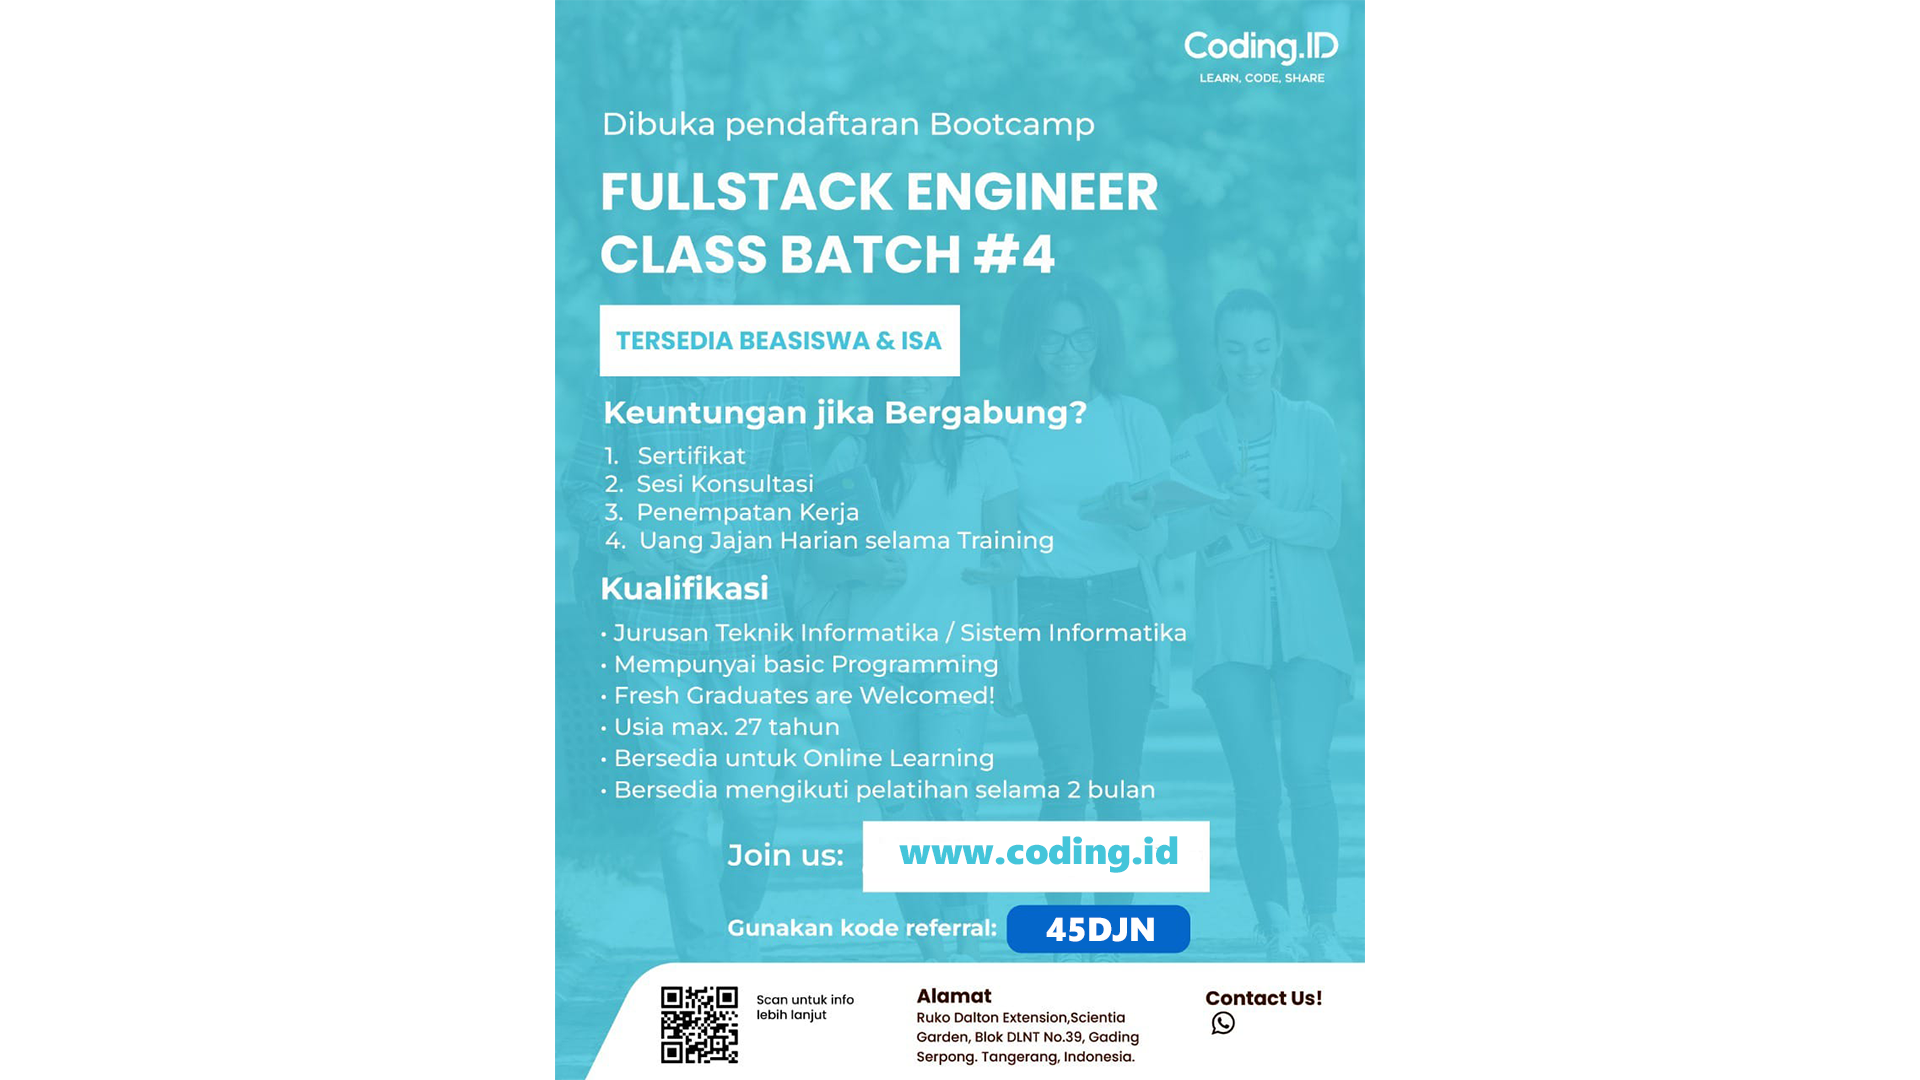 Coding.ID
LEARN, CODE, SHARE
Dibuka pendaftaran Bootcamp
FULLSTACK ENGINEER
CLASS BATCH #4
TERSEDIA BEASISWA & ISA
Keuntungan jika Bergabung?
1. Sertifikat
2. Sesi Konsultasi
3. Penempatan Kerja
4. Uang Jajan Harian selama Training
Kualifikasi
• Jurusan Teknik Informatika / Sistem Informatika
• Mempunyai basic Programming
• Fresh Graduates are Welcomed!
• Usia max. 27 tahun
• Bersedia untuk Online Learning
• Bersedia mengikuti pelatihan selama 2 bulan
Join us: www.coding.id
Gunakan kode referral: 45DJN
Scan untuk info
lebih lanjut
Alamat
Ruko Dalton Extension,Scientia
Garden, Blok DLNT No.39, Gading
Serpong. Tangerang, Indonesia.
Contact Us!